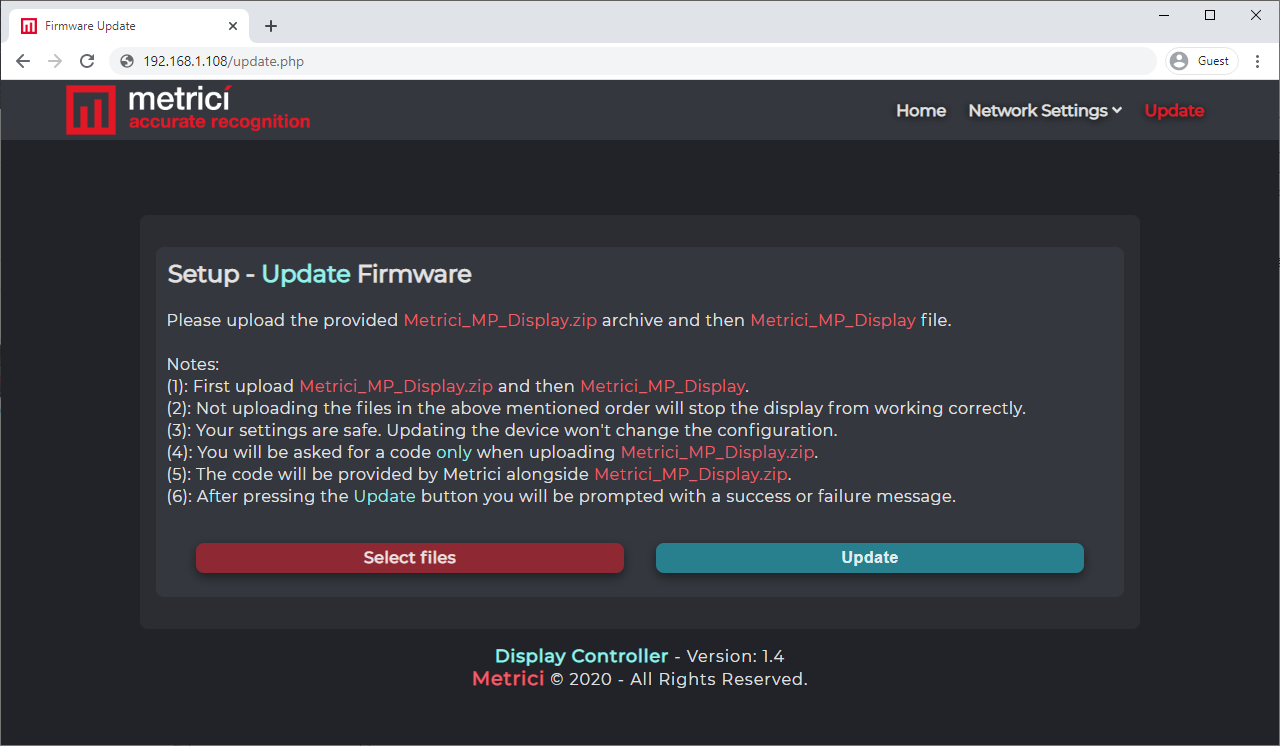 Firmware Update
192.168.1.108/update.php
Guest
metrici
accurate recognition
Home
Network Settings
Update
Setup - Update Firmware
Please upload the provided Metrici_MP_Display.zip archive and then Metrici_MP_Display file.
Notes:
(1): First upload Metrici_MP_Display.zip and then Metrici_MP_Display.
(2): Not uploading the files in the above mentioned order will stop the display from working correctly.
(3): Your settings are safe. Updating the device won't change the configuration.
(4): You will be asked for a code only when uploading Metrici_MP_Display.zip.
(5): The code will be provided by Metrici alongside Metrici_MP_Display.zip.
(6): After pressing the Update button you will be prompted with a success or failure message.
Select files
Update
Display Controller - Version: 1.4
Metrici © 2020 - All Rights Reserved.